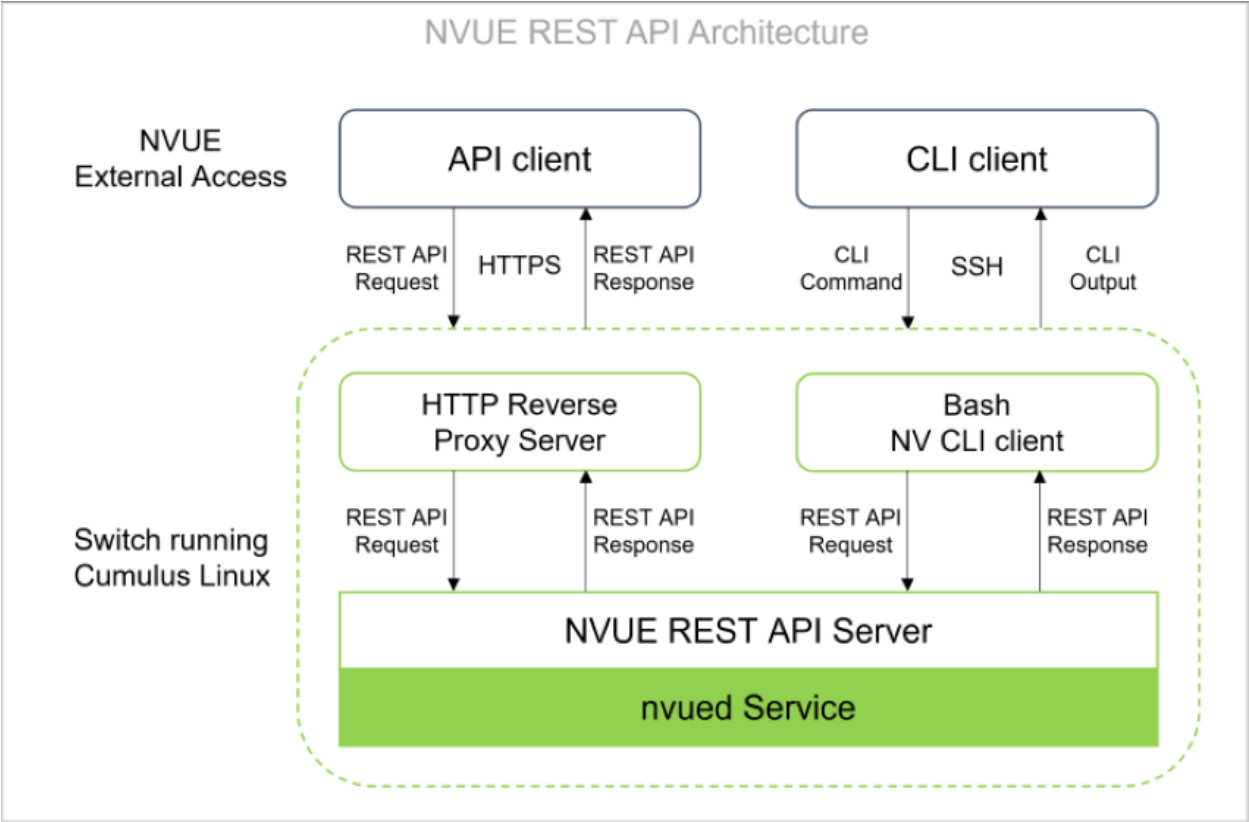 NVUE REST API Architecture
NVUE
External Access
API client
CLI client
REST API
Request
HTTPS
REST API
Response
CLI
Command
SSH
CLI
Output
HTTP Reverse
Proxy Server
Bash
NV CLI client
Switch running
Cumulus Linux
REST API
Request
REST API
Response
REST API
Request
REST API
Response
NVUE REST API Server
nvued Service